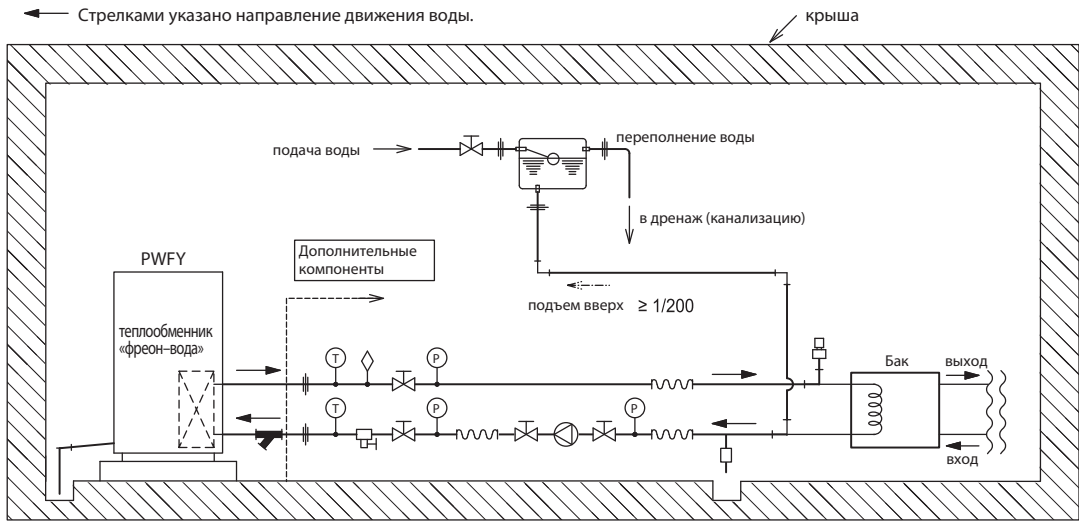 Стрелками указано направление движения воды.
крыша
подача воды
переполнение воды
в дренаж (канализацию)
PWFY
Дополнительные
компоненты
подъем вверх ≥ 1/200
теплообменник
«фреон–вода»
T
P
Бак
выход
T
P
P
вход